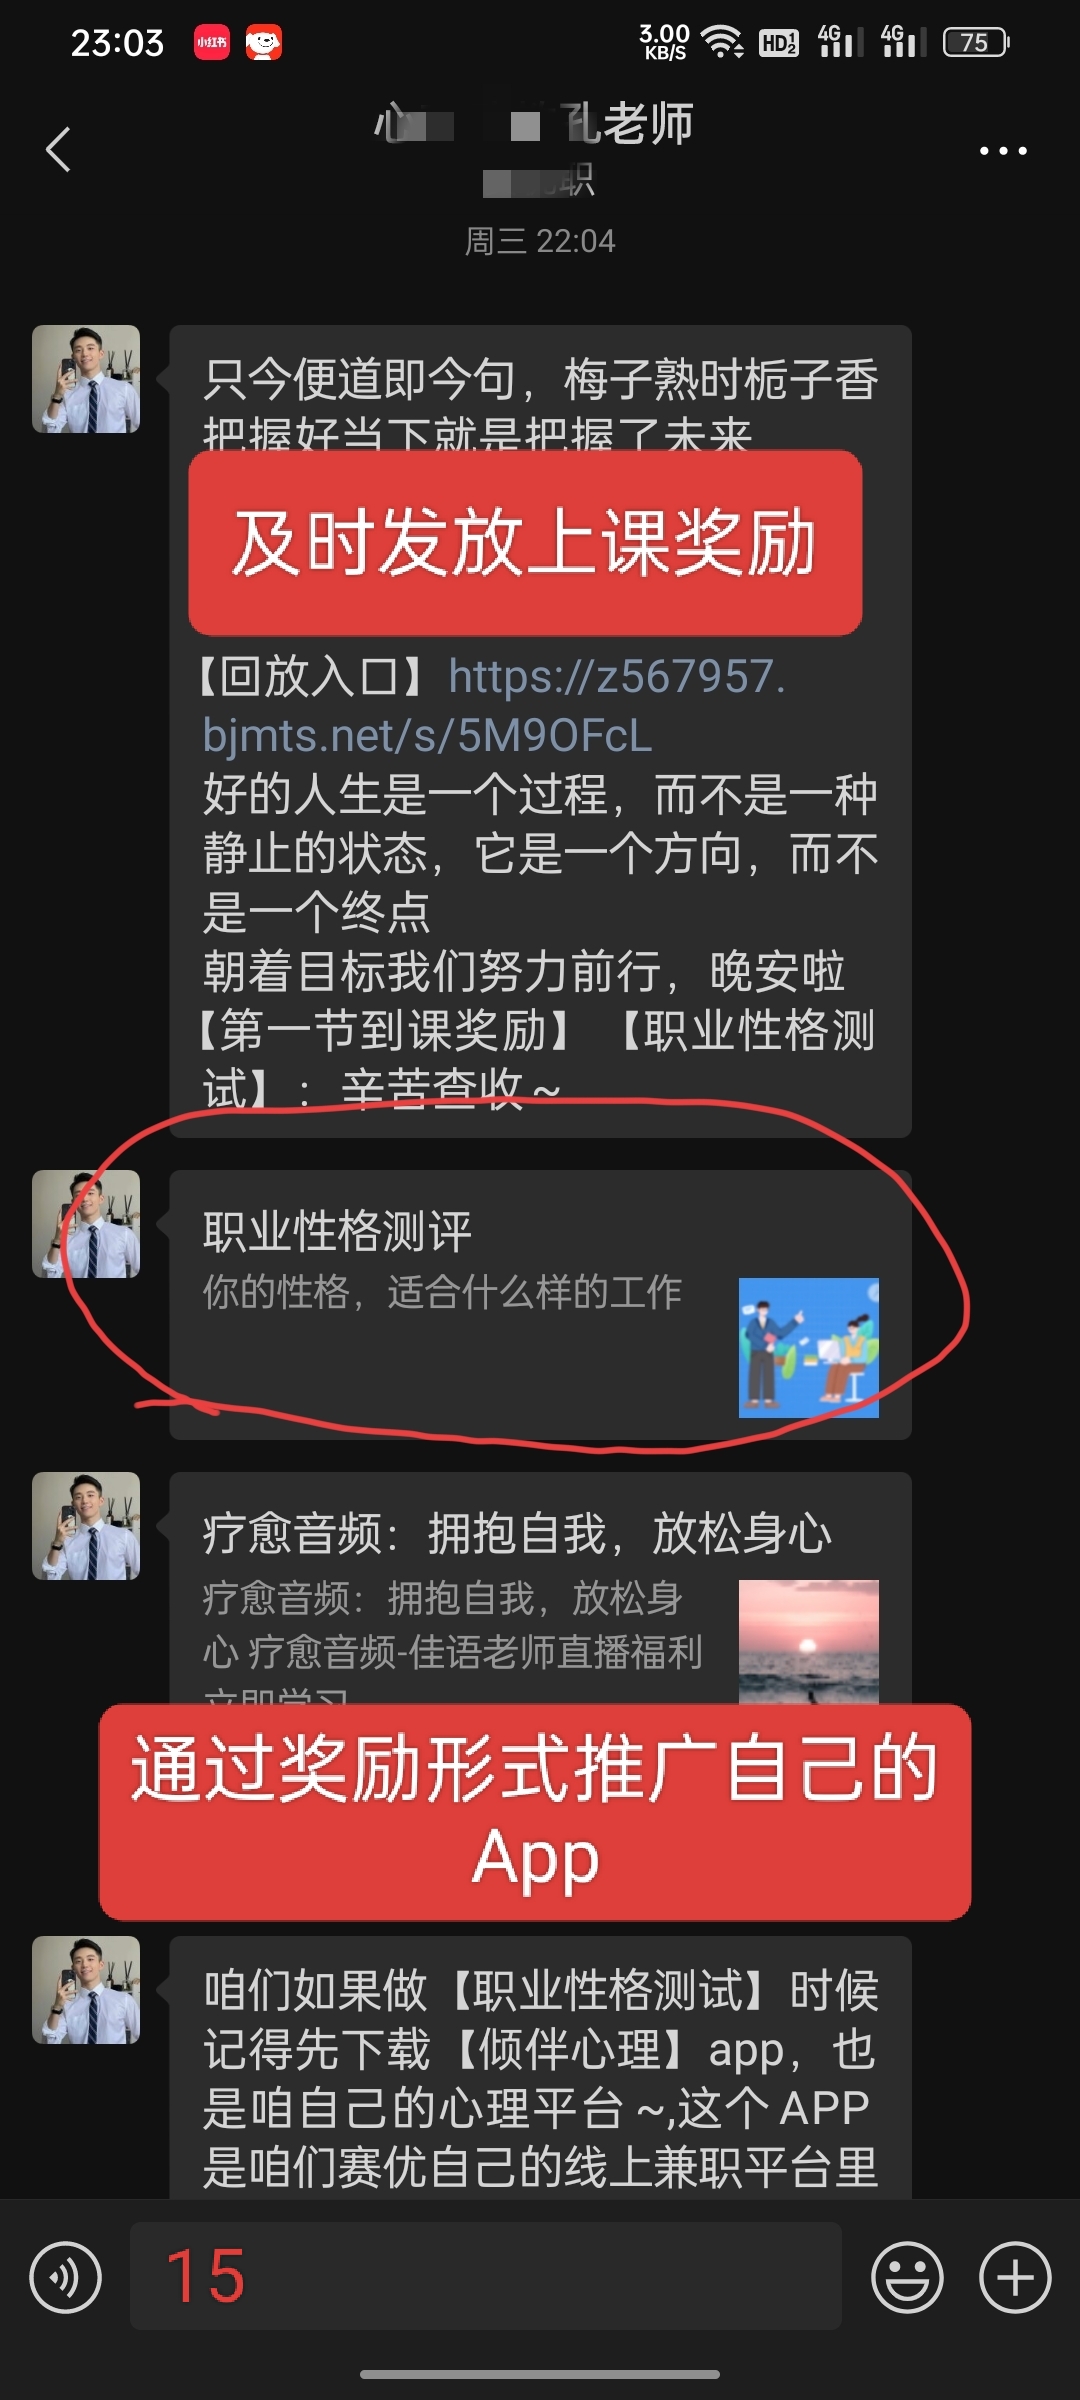 23:03
小红书
3.00
KB/S
HD 1 2
4G
4G
75
孔老师
职
周三 22:04
只今便道即今句，梅子熟时栀子香
把握好当下就是把握了未来
及时发放上课奖励
【回放入口】https://z567957.
bjmts.net/s/5M9OFcL
好的人生是一个过程，而不是一种
静止的状态，它是一个方向，而不
是一个终点
朝着目标我们努力前行，晚安啦
【第一节到课奖励】【职业性格测
试】：辛苦查收~
职业性格测评
你的性格，适合什么样的工作
疗愈音频：拥抱自我，放松身心
疗愈音频：拥抱自我，放松身
心 疗愈音频-佳语老师直播福利
立即学习
通过奖励形式推广自己的
App
咱们如果做【职业性格测试】时候
记得先下载【倾伴心理】app，也
是咱自己的心理平台~,这个APP
是咱们赛优自己的线上兼职平台里
15